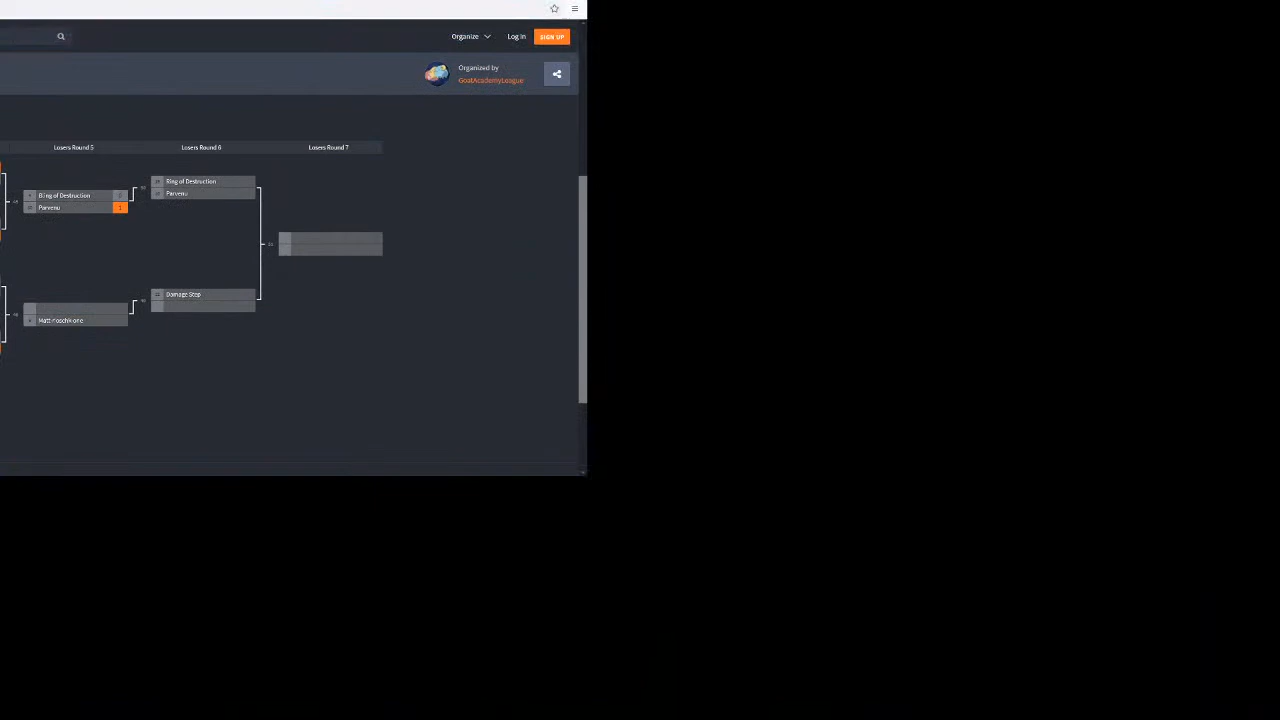 Organize
Log In
SIGN UP
Organized by
GoatAcademyLeague
Losers Round 5
Losers Round 6
Losers Round 7
Ring of Destruction
Parvenu
1
Ring of Destruction
Parvenu
Damage Step